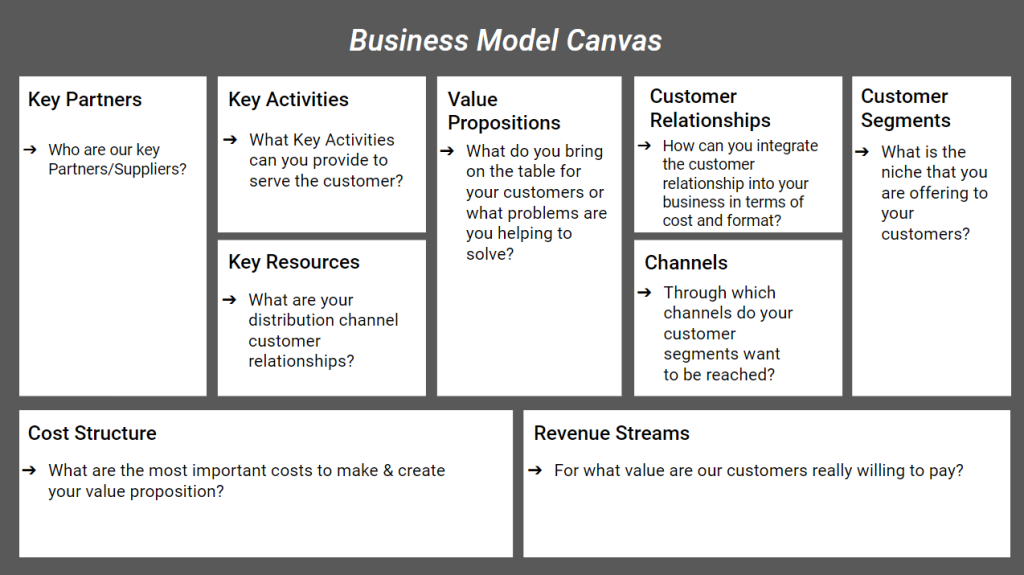 Business Model Canvas
Key Partners
➔ Who are our key
Partners/Suppliers?
Key Activities
➔ What Key Activities
can you provide to
serve the customer?
Key Resources
➔ What are your
distribution channel
customer
relationships?
Value
Propositions
➔ What do you bring
on the table for
your customers or
what problems are
you helping to
solve?
Customer
Relationships
➔ How can you integrate
the customer
relationship into your
business in terms of
cost and format?
Channels
➔ Through which
channels do your
customer
segments want
to be reached?
Customer
Segments
➔ What is the
niche that you
are offering to
your
customers?
Cost Structure
➔ What are the most important costs to make & create
your value proposition?
Revenue Streams
➔ For what value are our customers really willing to pay?